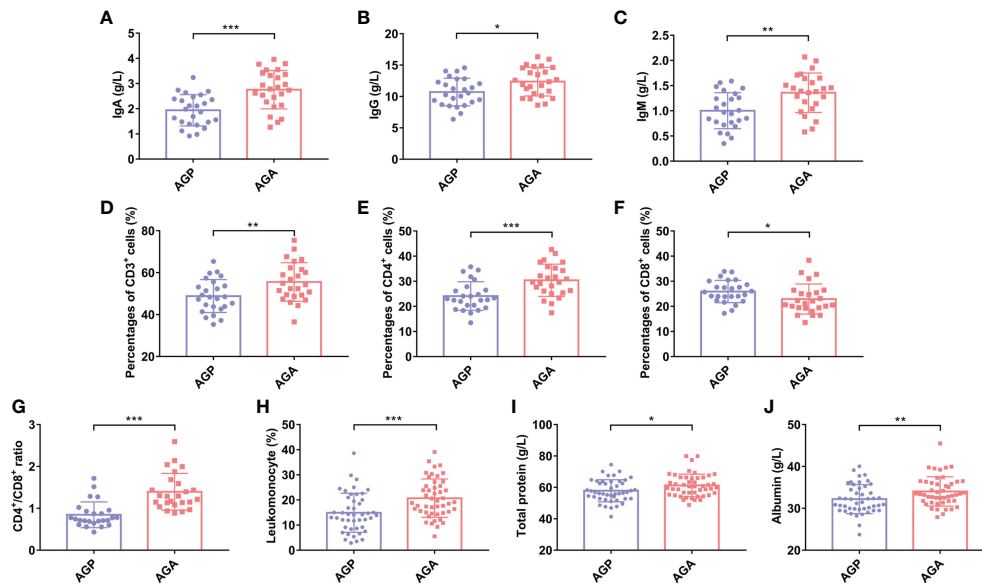 A
IgA (g/L)
5
4
3
2
1
0
***
AGP
AGA
B
IgG (g/L)
20
15
10
5
0
*
AGP
AGA
C
IgM (g/L)
2.5
2.0
1.5
1.0
0.5
0.0
**
AGP
AGA
D
Percentages of CD3⁺ cells (%)
80
60
40
20
**
AGP
AGA
E
Percentages of CD4⁺ cells (%)
50
40
30
20
10
0
***
AGP
AGA
F
Percentages of CD8⁺ cells (%)
50
40
30
20
10
0
*
AGP
AGA
G
CD4⁺/CD8⁺ ratio
3
2
1
0
***
AGP
AGA
H
Leukomonocyte (%)
50
40
30
20
10
0
***
AGP
AGA
I
Total protein (g/L)
100
80
60
40
20
*
AGP
AGA
J
Albumin (g/L)
50
40
30
20
**
AGP
AGA